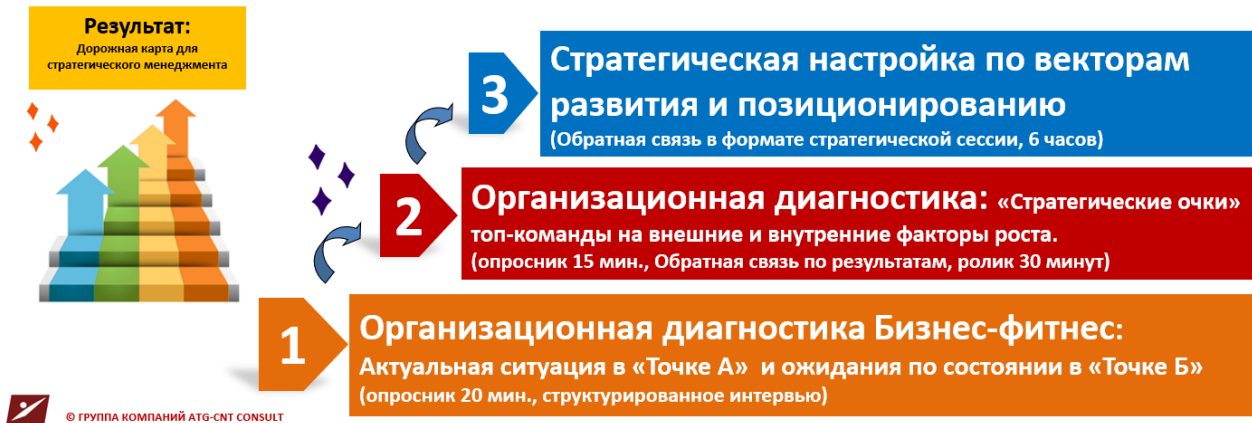 Результат:
Дорожная карта для
стратегического менеджмента
3
Стратегическая настройка по векторам
развития и позиционированию
(Обратная связь в формате стратегической сессии, 6 часов)
2
Организационная диагностика: «Стратегические очки»
топ-команды на внешние и внутренние факторы роста.
(опросник 15 мин., Обратная связь по результатам, ролик 30 минут)
1
Организационная диагностика Бизнес-фитнес:
Актуальная ситуация в «Точке А» и ожидания по состоянии в «Точке Б»
(опросник 20 мин., структурированное интервью)
© ГРУППА КОМПАНИЙ ATG-CNT CONSULT